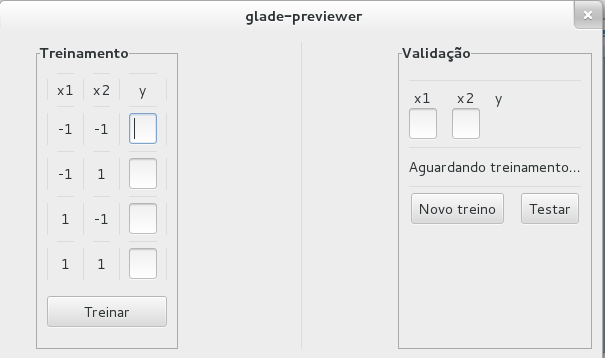 glade-previewer
Treinamento
x1 x2 y
-1 -1
-1 1
1 -1
1 1
Treinar
Validação
x1 x2 y
Aguardando treinamento...
Novo treino Testar